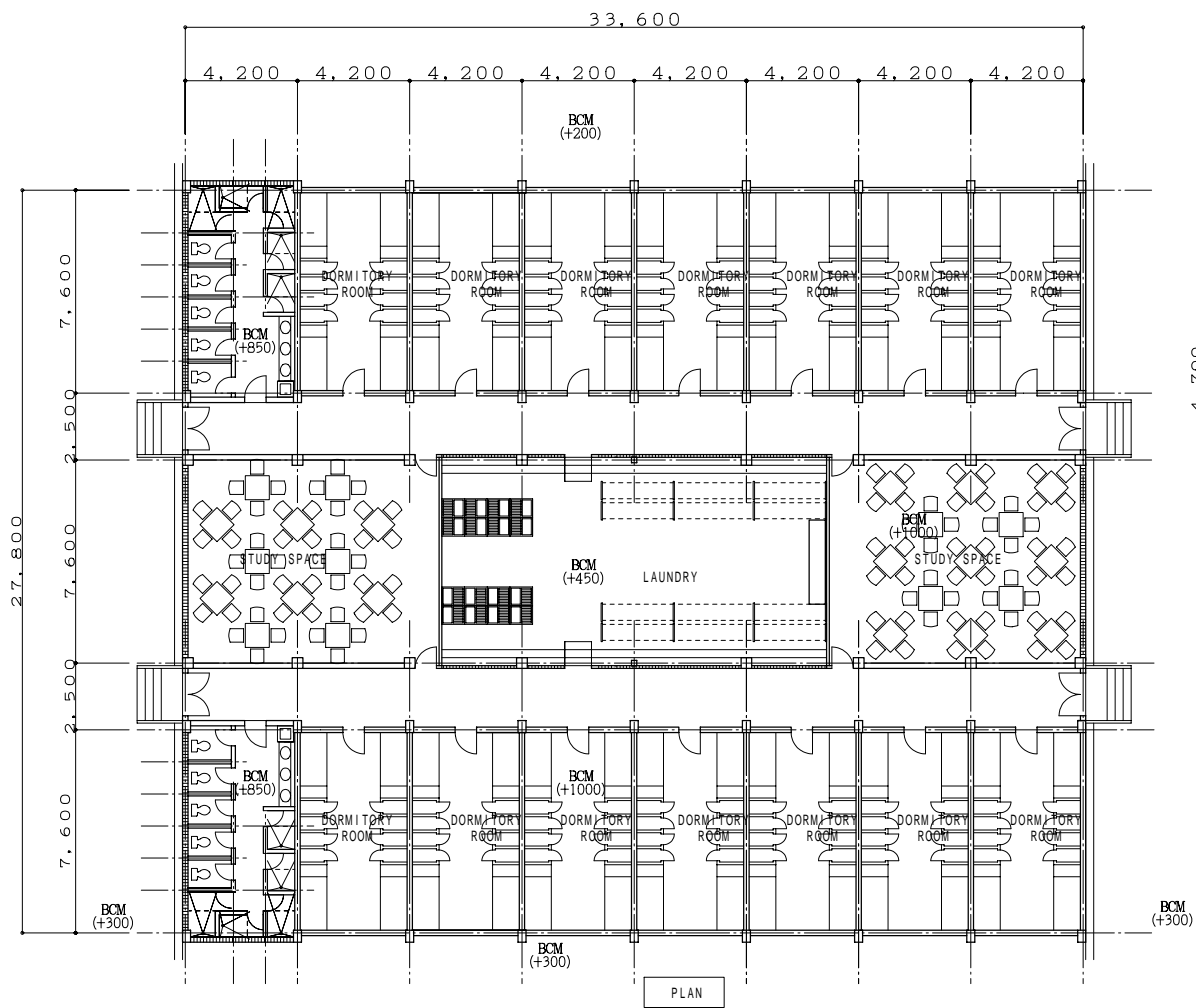 33,600
4,200 4,200 4,200 4,200 4,200 4,200 4,200 4,200
BCM
(+200)
7,600
DORMITORY ROOM
DORMITORY ROOM
DORMITORY ROOM
DORMITORY ROOM
DORMITORY ROOM
DORMITORY ROOM
DORMITORY ROOM
BCM
(+850)
2,500
27,800
7,600
STUDY SPACE
BCM
(+450)
LAUNDRY
BCM
(+1000)
STUDY SPACE
2,500
BCM
(+850)
BCM
(+1000)
7,600
DORMITORY ROOM
DORMITORY ROOM
DORMITORY ROOM
DORMITORY ROOM
DORMITORY ROOM
DORMITORY ROOM
DORMITORY ROOM
BCM
(+300)
BCM
(+300)
BCM
(+300)
PLAN